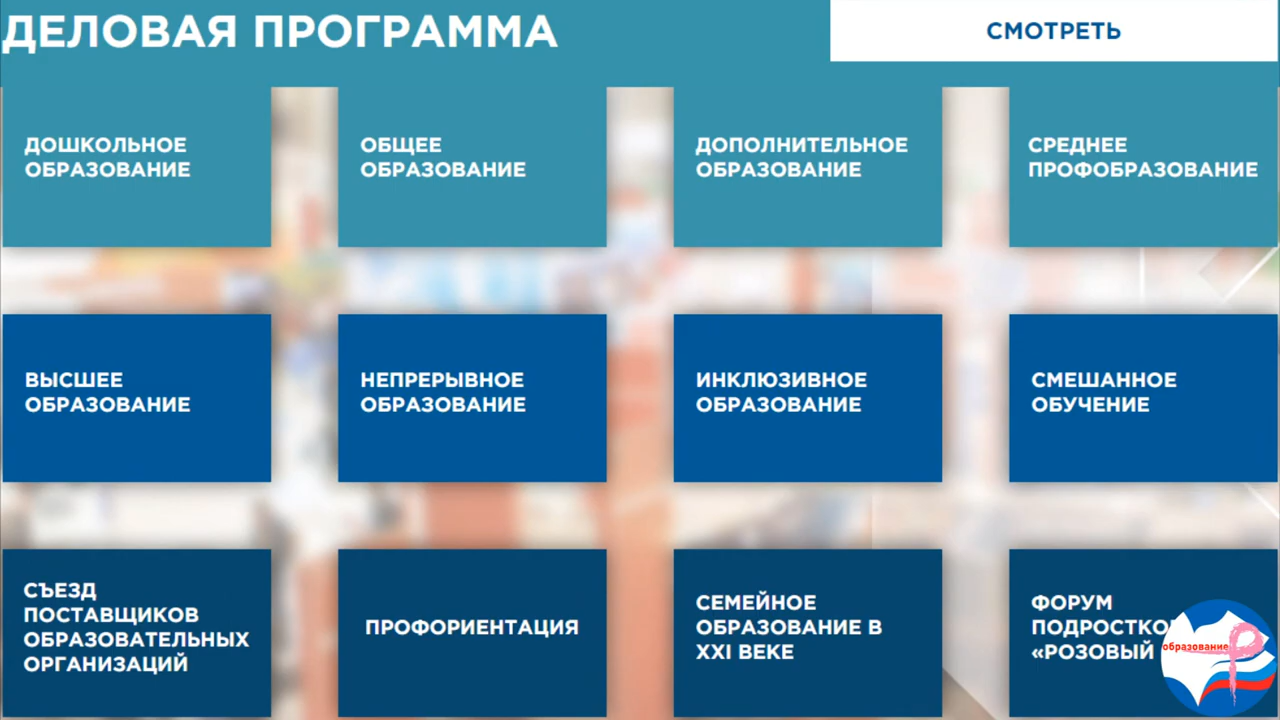 ДЕЛОВАЯ ПРОГРАММА
СМОТРЕТЬ
ДОШКОЛЬНОЕ
ОБРАЗОВАНИЕ
ОБЩЕЕ
ОБРАЗОВАНИЕ
ДОПОЛНИТЕЛЬНОЕ
ОБРАЗОВАНИЕ
СРЕДНЕЕ
ПРОФОБРАЗОВАНИЕ
ВЫСШЕЕ
ОБРАЗОВАНИЕ
НЕПРЕРЫВНОЕ
ОБРАЗОВАНИЕ
ИНКЛЮЗИВНОЕ
ОБРАЗОВАНИЕ
СМЕШАННОЕ
ОБУЧЕНИЕ
СЪЕЗД
ПОСТАВЩИКОВ
ОБРАЗОВАТЕЛЬНЫХ
ОРГАНИЗАЦИЙ
ПРОФОРИЕНТАЦИЯ
СЕМЕЙНОЕ
ОБРАЗОВАНИЕ В
XXI ВЕКЕ
ФОРУМ
«РОЗОВЫЙ
образование